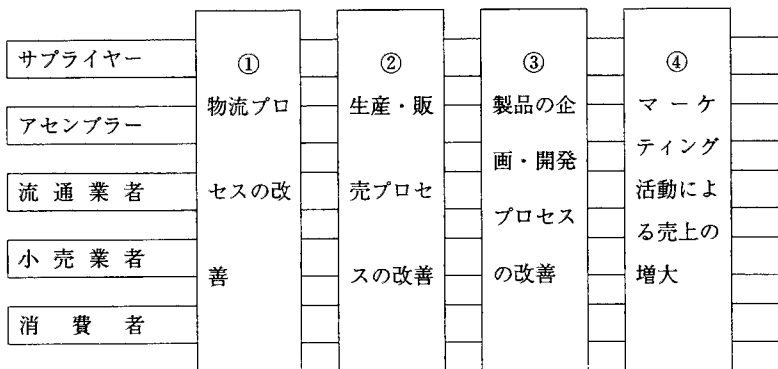 サプライヤー
アセンブラー
流通業者
小売業者
消費者
①
物流プロ
セスの改
善
②
生産・販
売プロセ
スの改善
③
製品の企
画・開発
プロセス
の改善
④
マーケ
ティング
活動によ
る売上の
増大